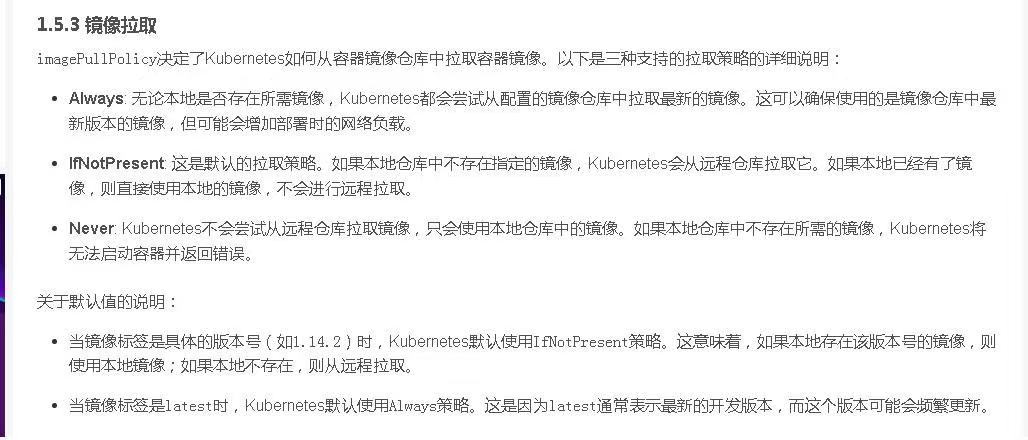 1.5.3 镜像拉取
imagePullPolicy决定了Kubernetes如何从容器镜像仓库中拉取容器镜像。以下是三种支持的拉取策略的详细说明：
• Always: 无论本地是否存在所需镜像，Kubernetes都会尝试从配置的镜像仓库中拉取最新的镜像。这可以确保使用的是镜像仓库中最
新版本的镜像，但可能会增加部署时的网络负载。
• IfNotPresent: 这是默认的拉取策略。如果本地仓库中不存在指定的镜像，Kubernetes会从远程仓库拉取它。如果本地已经有了镜
像，则直接使用本地的镜像，不会进行远程拉取。
• Never: Kubernetes不会尝试从远程仓库拉取镜像，只会使用本地仓库中的镜像。如果本地仓库中不存在所需的镜像，Kubernetes将
无法启动容器并返回错误。
关于默认值的说明：
• 当镜像标签是具体的版本号（如1.14.2）时，Kubernetes默认使用IfNotPresent策略。这意味着，如果本地存在该版本号的镜像，则
使用本地镜像；如果本地不存在，则从远程拉取。
• 当镜像标签是latest时，Kubernetes默认使用Always策略。这是因为latest通常表示最新的开发版本，而这个版本可能会频繁更新。